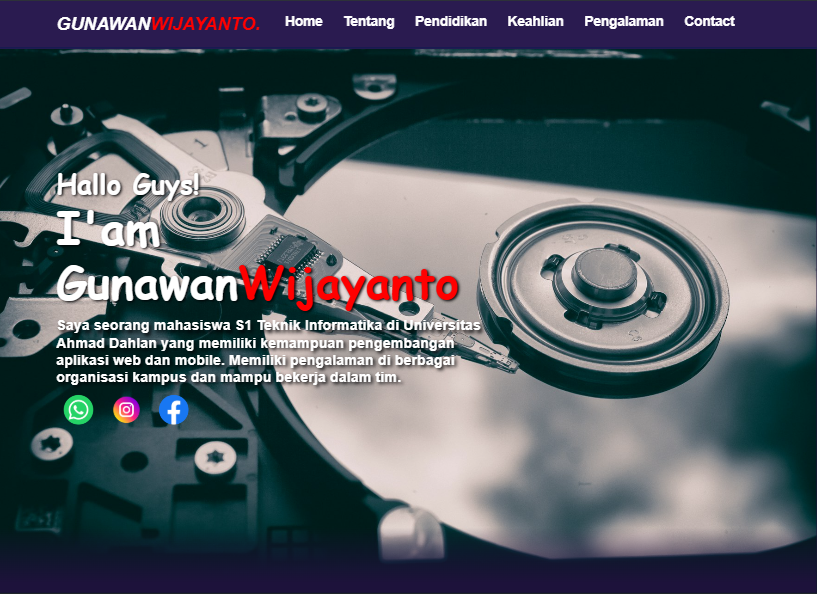 GUNAWANWIJAYANTO. Home Tentang Pendidikan Keahlian Pengalaman Contact
Hallo Guys!
I'am
GunawanWijayanto
Saya seorang mahasiswa S1 Teknik Informatika di Universitas
Ahmad Dahlan yang memiliki kemampuan pengembangan
aplikasi web dan mobile. Memiliki pengalaman di berbagai
organisasi kampus dan mampu bekerja dalam tim.